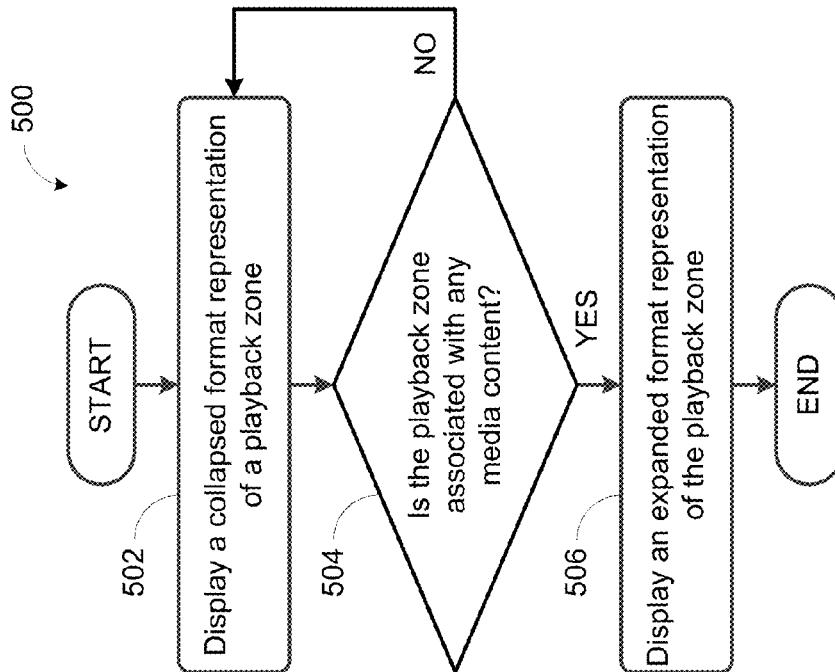 500
START
502
Display a collapsed format representation
of a playback zone
504
Is the playback zone
associated with any
media content?
NO
YES
506
Display an expanded format representation
of the playback zone
END